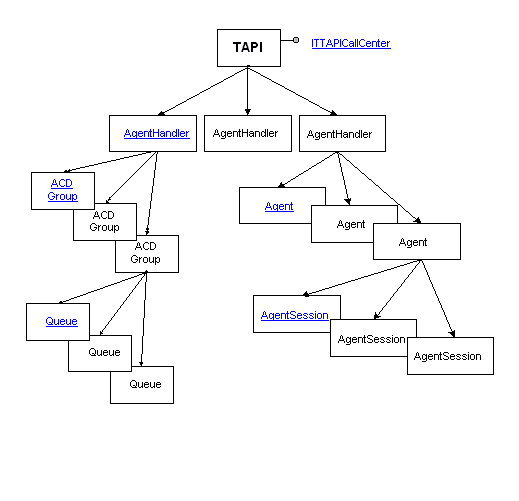 TAPI
ITTAPICallCenter
AgentHandler
AgentHandler
AgentHandler
ACD
Group
ACD
Group
ACD
Group
Agent
Agent
Agent
Queue
Queue
Queue
AgentSession
AgentSession
AgentSession